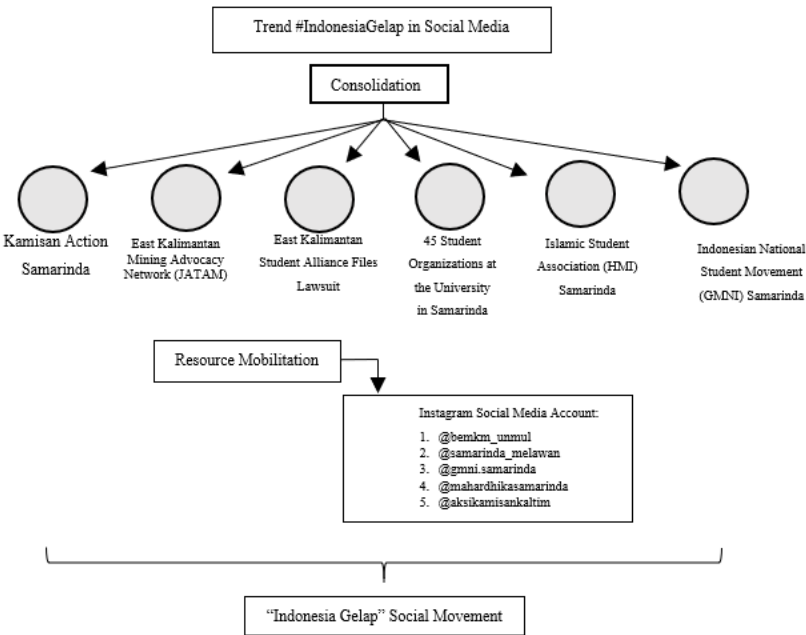 Trend #IndonesiaGelap in Social Media
Consolidation
Kamisan Action
Samarinda
East Kalimantan
Mining Advocacy
Network (JATAM)
East Kalimantan
Student Alliance Files
Lawsuit
45 Student
Organizations at
the University
in Samarinda
Islamic Student
Association (HMI)
Samarinda
Indonesian National
Student Movement
(GMNI) Samarinda
Resource Mobilitation
Instagram Social Media Account:
1. @bemkm_unmul
2. @samarinda_melawan
3. @gmni.samarinda
4. @mahardhikasamarinda
5. @aksikamisankaltim
“Indonesia Gelap” Social Movement